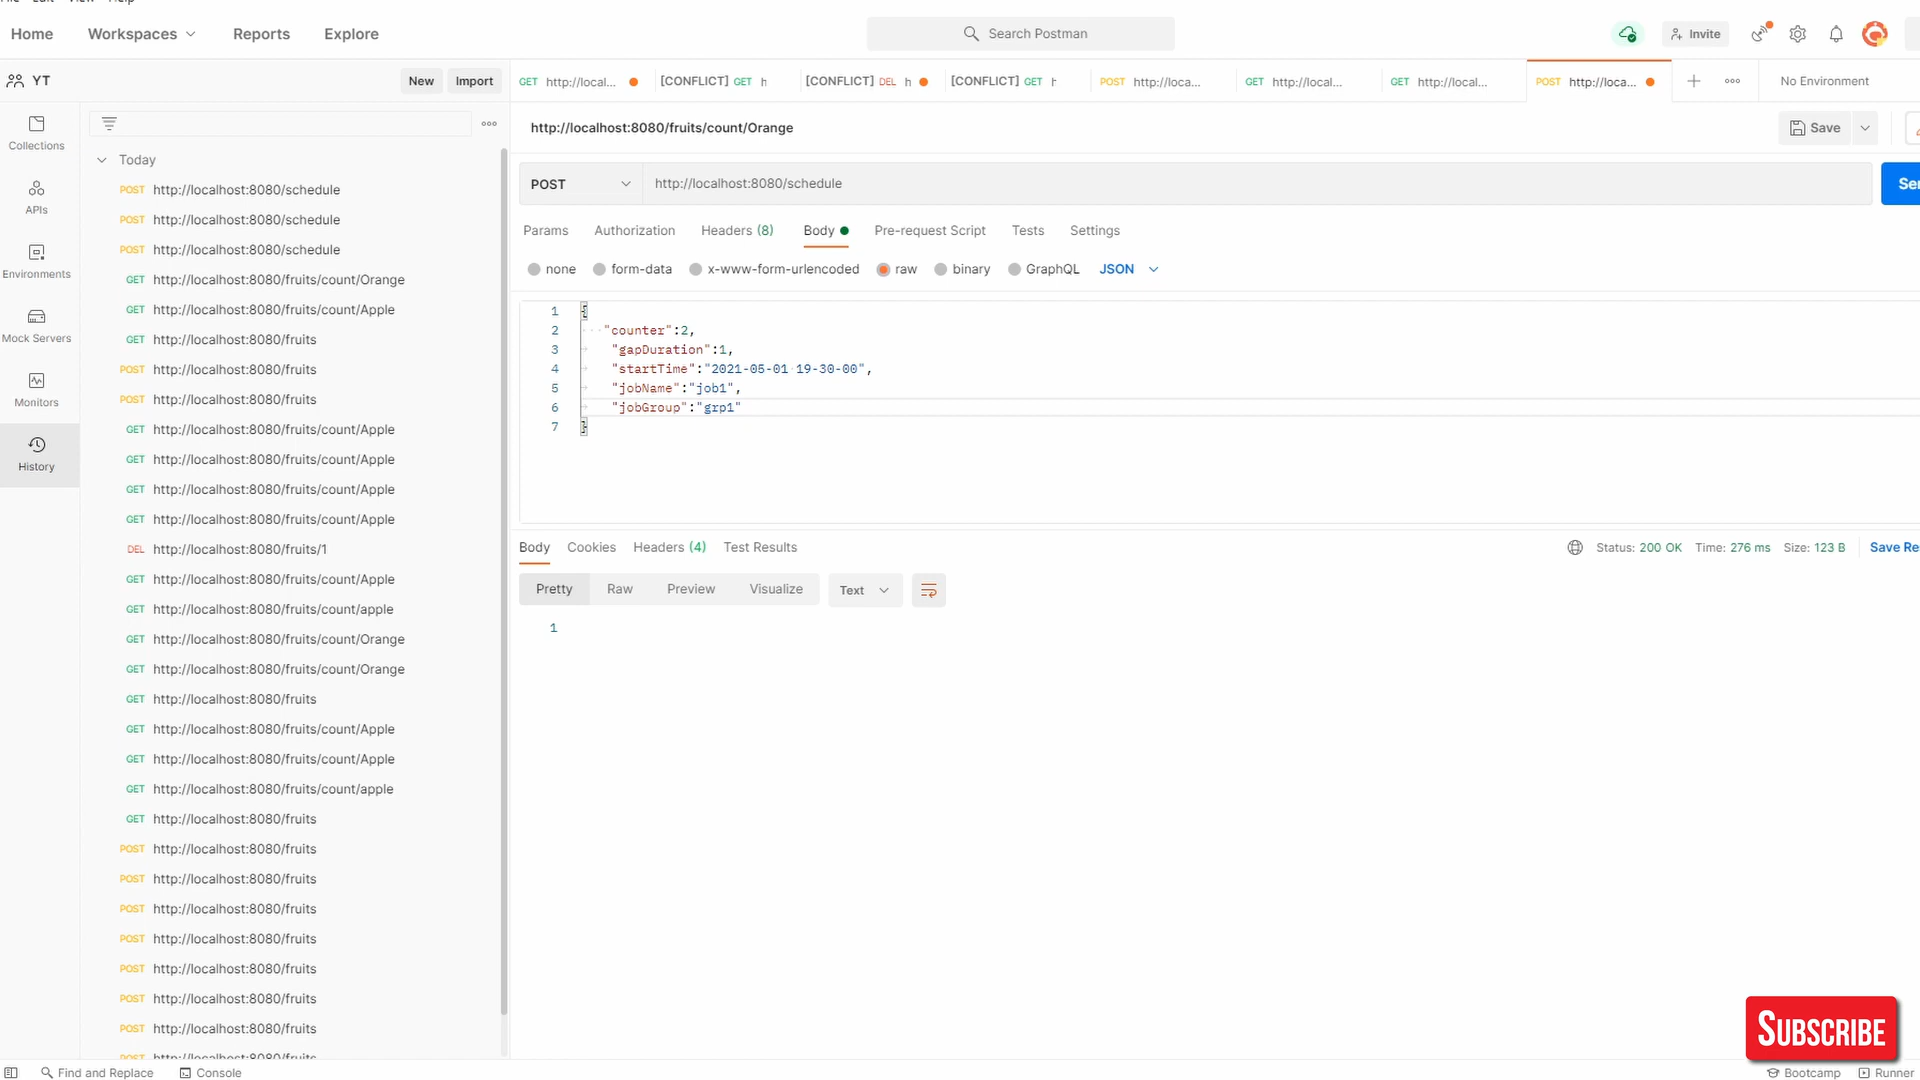 Home Workspaces Reports Explore Search Postman Invite
YT New Import GET http://local... [CONFLICT] GET h [CONFLICT] DEL h [CONFLICT] GET POST http://loca... GET http://local... GET http://local... POST http://loca... No Environment
http://localhost:8080/fruits/count/Orange Save
POST http://localhost:8080/schedule
Params Authorization Headers (8) Body Pre-request Script Tests Settings
none form-data x-www-form-urlencoded raw binary GraphQL JSON
1 {
2 "counter":2,
3 "gapDuration":1,
4 "startTime":"2021-05-01 19-30-00",
5 "jobName":"job1",
6 "jobGroup":"grp1"
7 }
Body Cookies Headers (4) Test Results Status: 200 OK Time: 276 ms Size: 123 B Save Re
Pretty Raw Preview Visualize Text
1
Collections
APIs
Environments
Mock Servers
Monitors
History
Today
POST http://localhost:8080/schedule
POST http://localhost:8080/schedule
POST http://localhost:8080/schedule
GET http://localhost:8080/fruits/count/Orange
GET http://localhost:8080/fruits/count/Apple
GET http://localhost:8080/fruits
POST http://localhost:8080/fruits
POST http://localhost:8080/fruits
GET http://localhost:8080/fruits/count/Apple
GET http://localhost:8080/fruits/count/Apple
GET http://localhost:8080/fruits/count/Apple
GET http://localhost:8080/fruits/count/Apple
DEL http://localhost:8080/fruits/1
GET http://localhost:8080/fruits/count/Apple
GET http://localhost:8080/fruits/count/apple
GET http://localhost:8080/fruits/count/Orange
GET http://localhost:8080/fruits/count/Orange
GET http://localhost:8080/fruits
GET http://localhost:8080/fruits/count/Apple
GET http://localhost:8080/fruits/count/Apple
GET http://localhost:8080/fruits/count/apple
GET http://localhost:8080/fruits
POST http://localhost:8080/fruits
POST http://localhost:8080/fruits
POST http://localhost:8080/fruits
POST http://localhost:8080/fruits
POST http://localhost:8080/fruits
POST http://localhost:8080/fruits
POST http://localhost:8080/fruits
POST http://localhost:8080/fruits
SUBSCRIBE
Find and Replace Console Bootcamp Runner